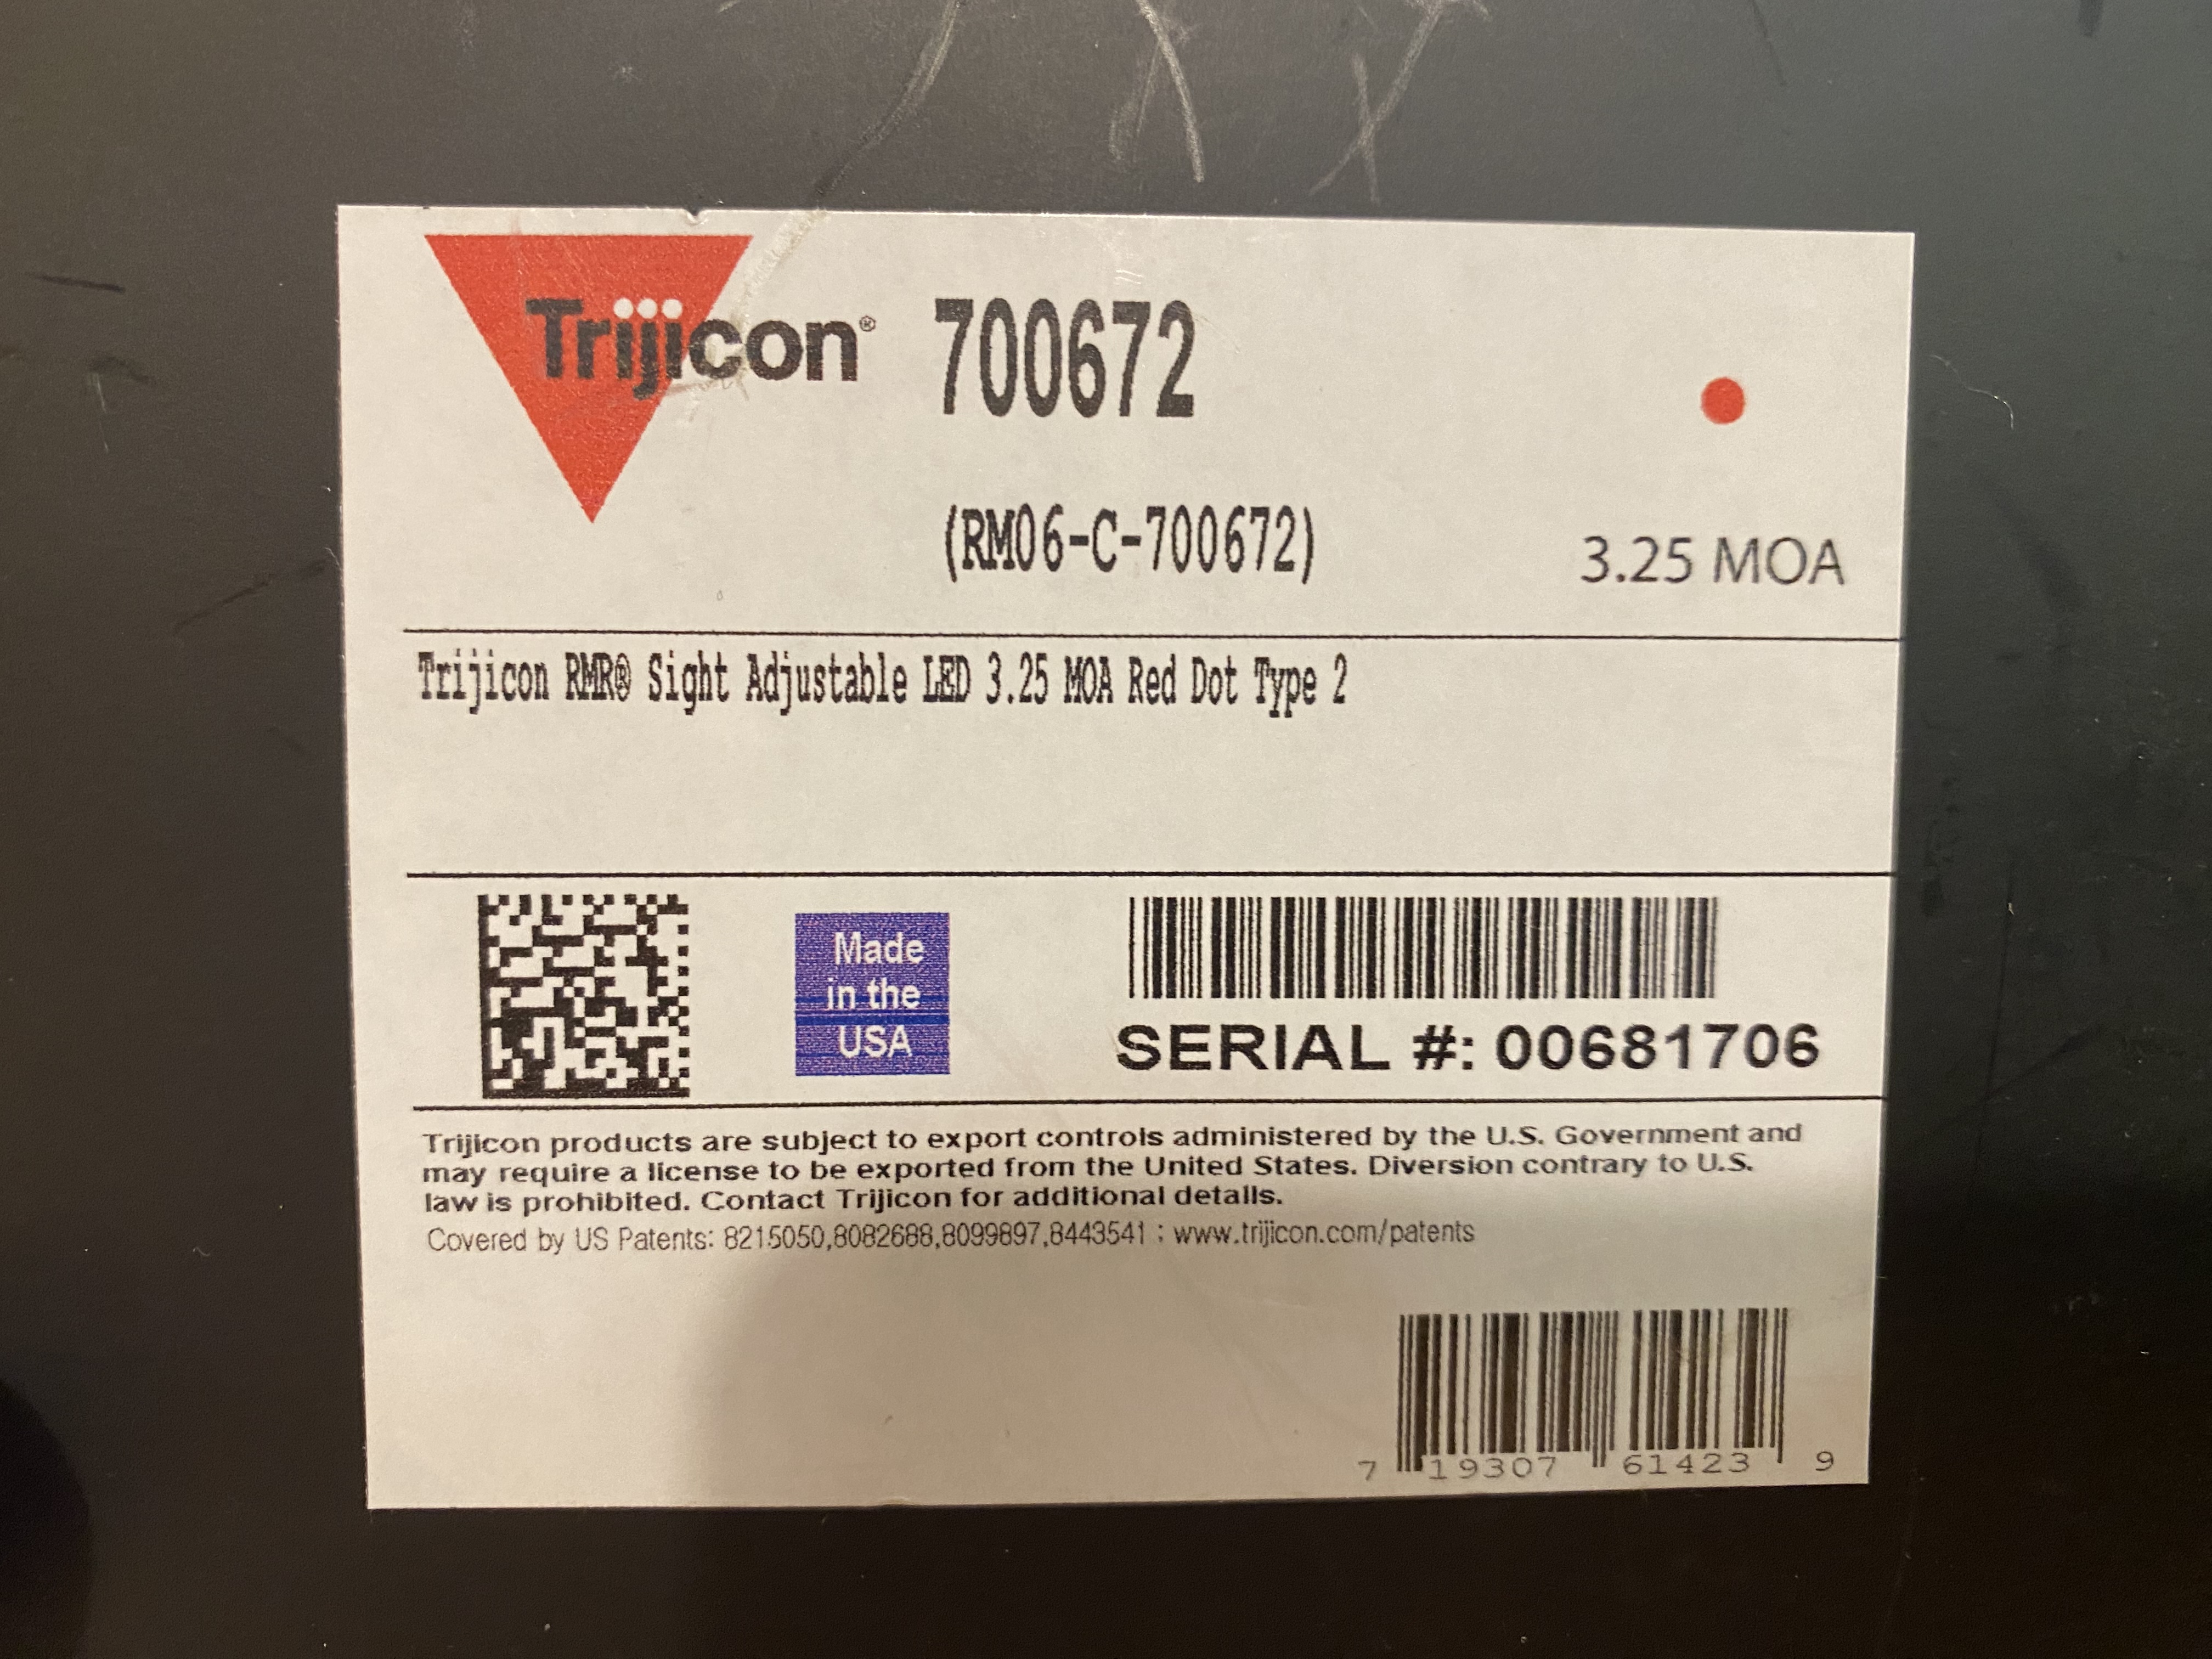 Trijicon®
700672
(RM06-C-700672)
3.25 MOA
Trijicon RMR® Sight Adjustable LED 3.25 MOA Red Dot Type 2
Made
in the
USA
SERIAL #: 00681706
Trijicon products are subject to export controls administered by the U.S. Government and
may require a license to be exported from the United States. Diversion contrary to U.S.
law is prohibited. Contact Trijicon for additional details.
Covered by US Patents: 8215050,8082688,8099897,8443541 ; www.trijicon.com/patents
7 19307 61423 9